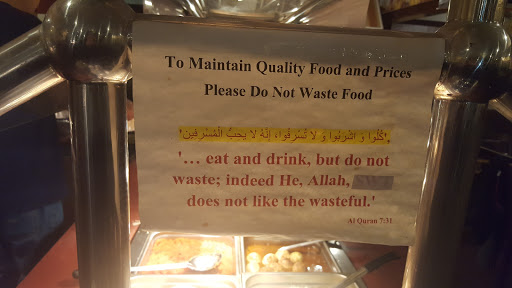 To Maintain Quality Food and Prices
Please Do Not Waste Food
'كُلُوا وَ اشْرَبُوا وَ لَا تُسْرِفُوا، إِنَّهُ لَا يُحِبُّ الْمُسْرِفِينَ'
'... eat and drink, but do not
waste; indeed He, Allah,
does not like the wasteful.'
Al Quran 7:31